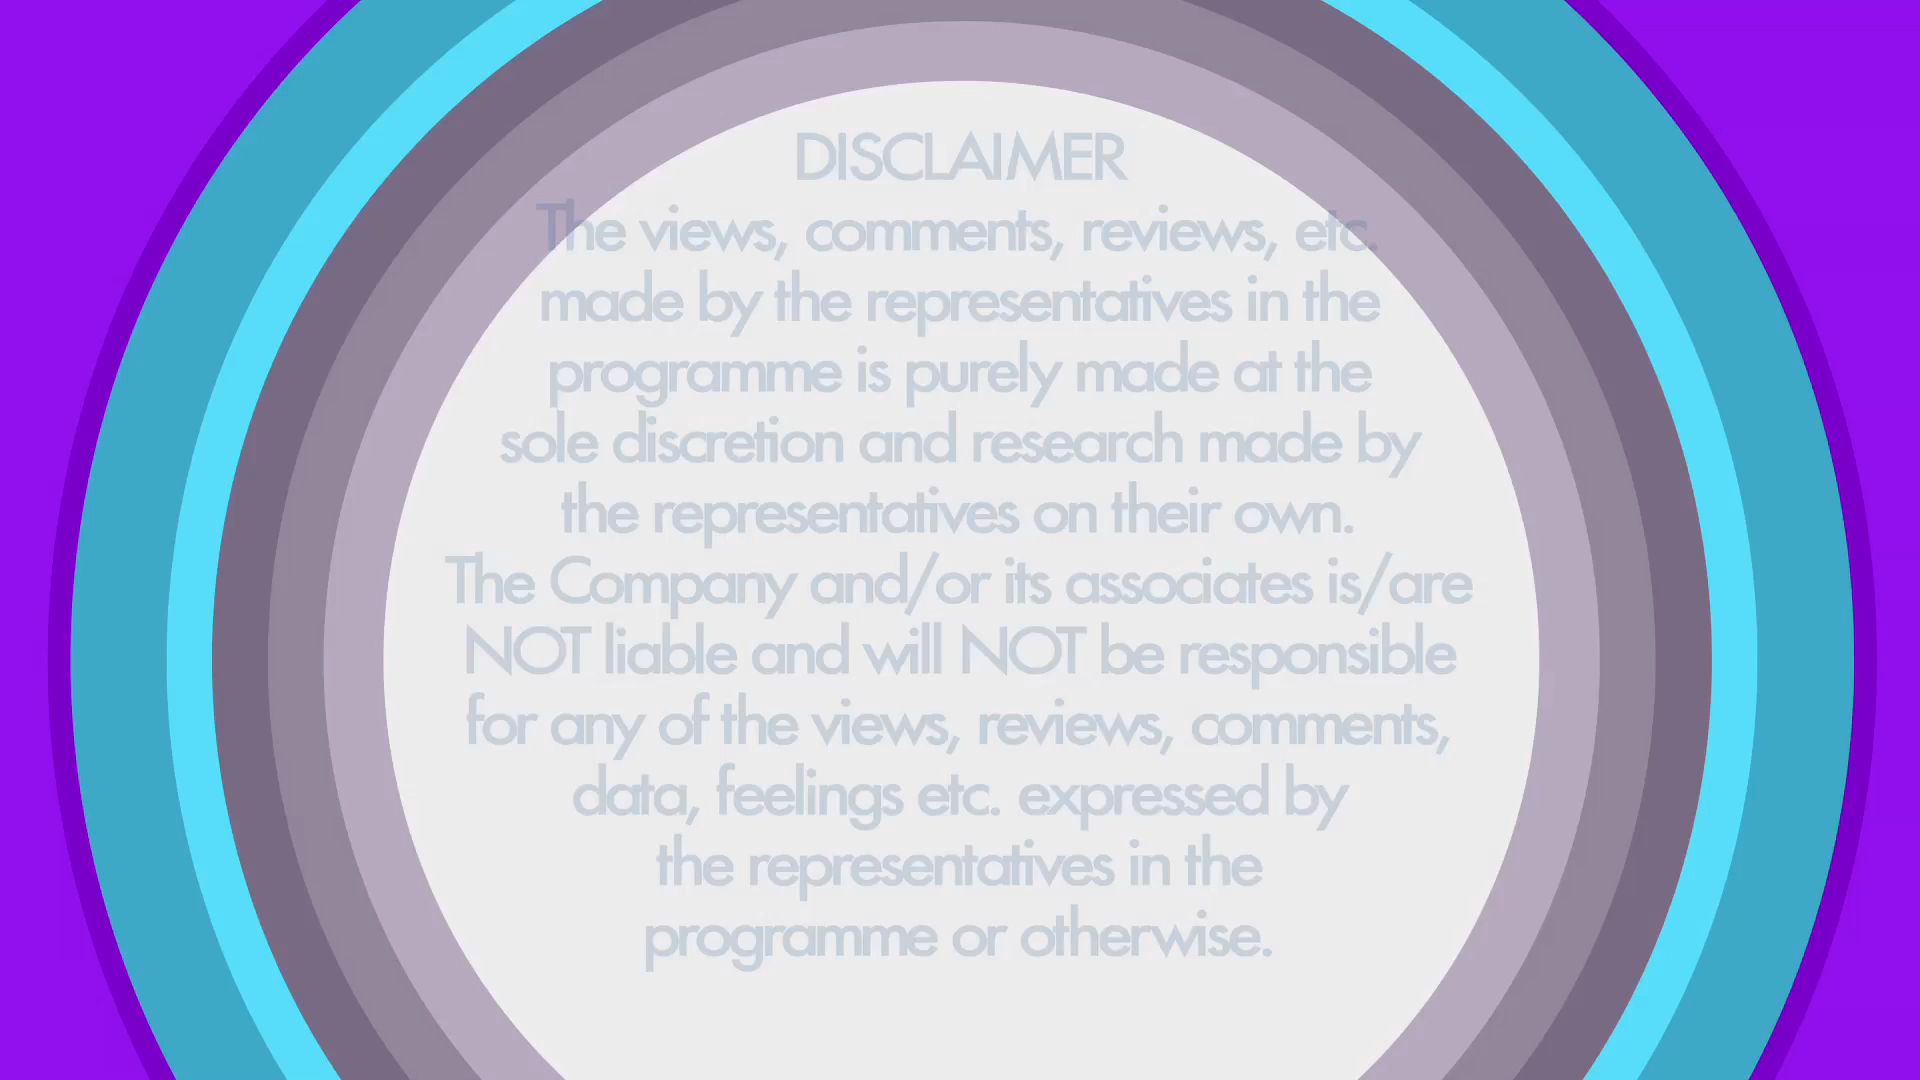 DISCLAIMER
The views, comments, reviews, etc.
made by the representatives in the
programme is purely made at the
sole discretion and research made by
the representatives on their own.
The Company and/or its associates is/are
NOT liable and will NOT be responsible
for any of the views, reviews, comments,
data, feelings etc. expressed by
the representatives in the
programme or otherwise.